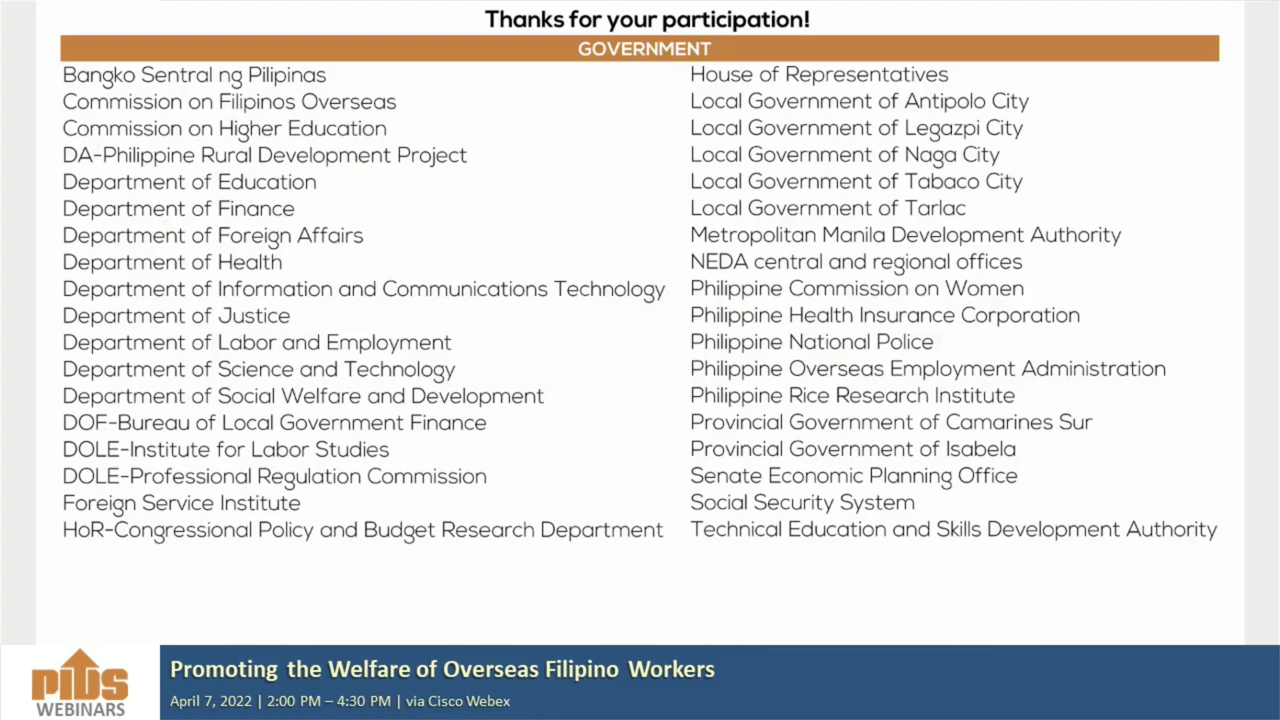 Thanks for your participation!
GOVERNMENT
Bangko Sentral ng Pilipinas
Commission on Filipinos Overseas
Commission on Higher Education
DA-Philippine Rural Development Project
Department of Education
Department of Finance
Department of Foreign Affairs
Department of Health
Department of Information and Communications Technology
Department of Justice
Department of Labor and Employment
Department of Science and Technology
Department of Social Welfare and Development
DOF-Bureau of Local Government Finance
DOLE-Institute for Labor Studies
DOLE-Professional Regulation Commission
Foreign Service Institute
HoR-Congressional Policy and Budget Research Department
House of Representatives
Local Government of Antipolo City
Local Government of Legazpi City
Local Government of Naga City
Local Government of Tabaco City
Local Government of Tarlac
Metropolitan Manila Development Authority
NEDA central and regional offices
Philippine Commission on Women
Philippine Health Insurance Corporation
Philippine National Police
Philippine Overseas Employment Administration
Philippine Rice Research Institute
Provincial Government of Camarines Sur
Provincial Government of Isabela
Senate Economic Planning Office
Social Security System
Technical Education and Skills Development Authority
pids
WEBINARS
Promoting the Welfare of Overseas Filipino Workers
April 7, 2022 | 2:00 PM – 4:30 PM | via Cisco Webex